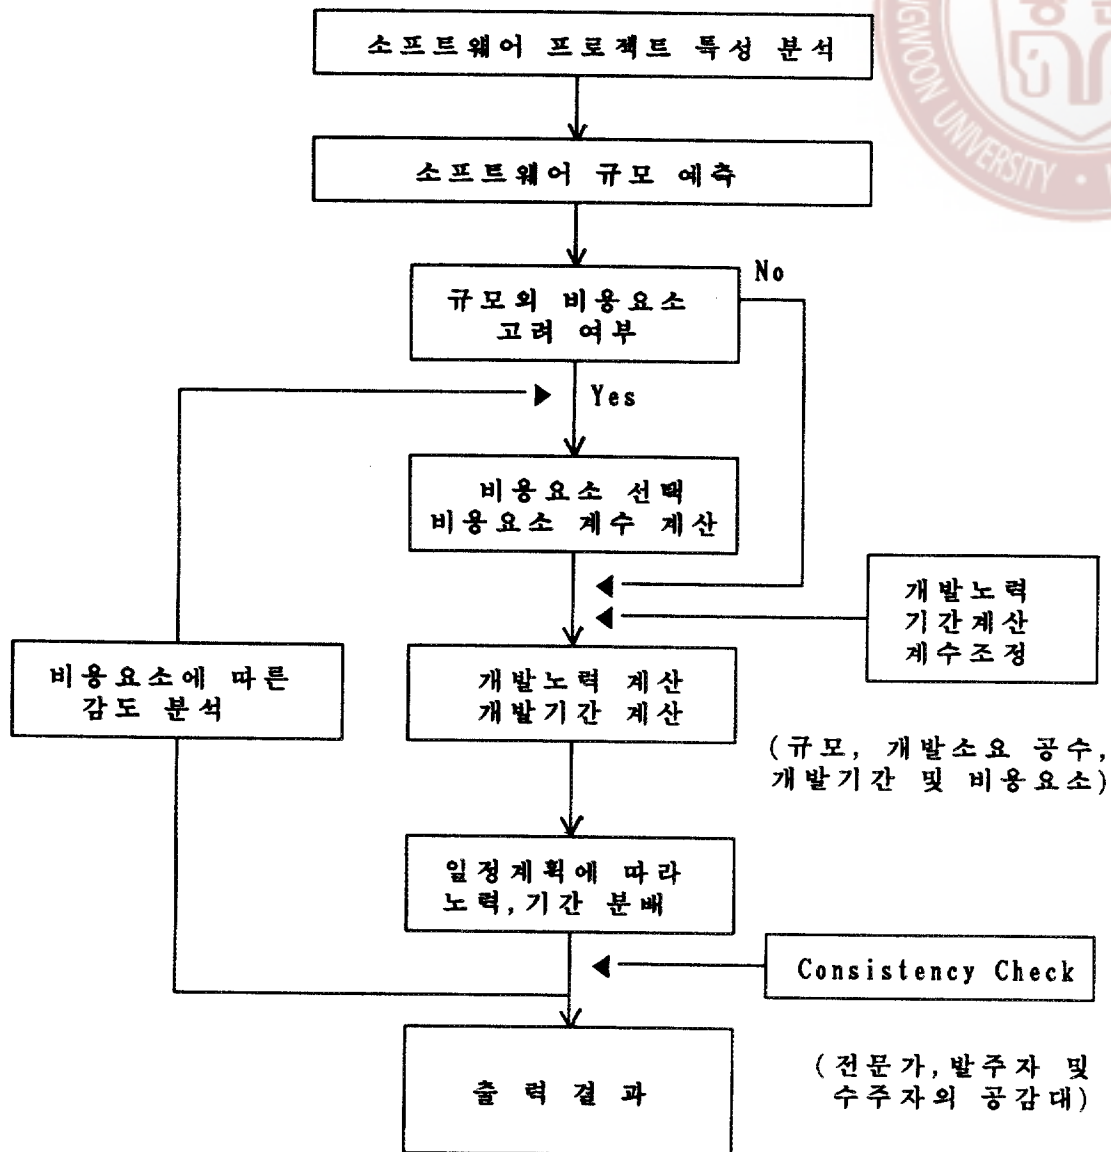 소프트웨어 프로젝트 특성 분석
소프트웨어 규모 예측
규모외 비용요소
고려 여부
No
Yes
비용요소 선택
비용요소 계수 계산
개발노력
기간계산
계수조정
비용요소에 따른
감도 분석
개발노력 계산
개발기간 계산
(규모, 개발소요 공수,
개발기간 및 비용요소)
일정계획에 따라
노력,기간 분배
Consistency Check
출력결과
(전문가,발주자 및
수주자의 공감대)
UNIVERSITY